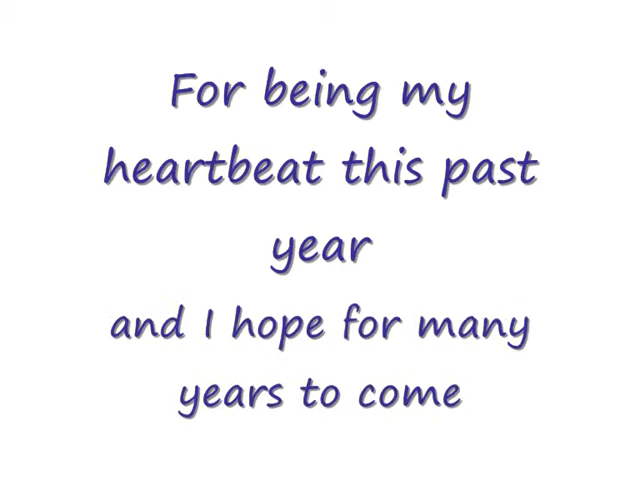 For being my
heartbeat this past
year
and I hope for many
years to come